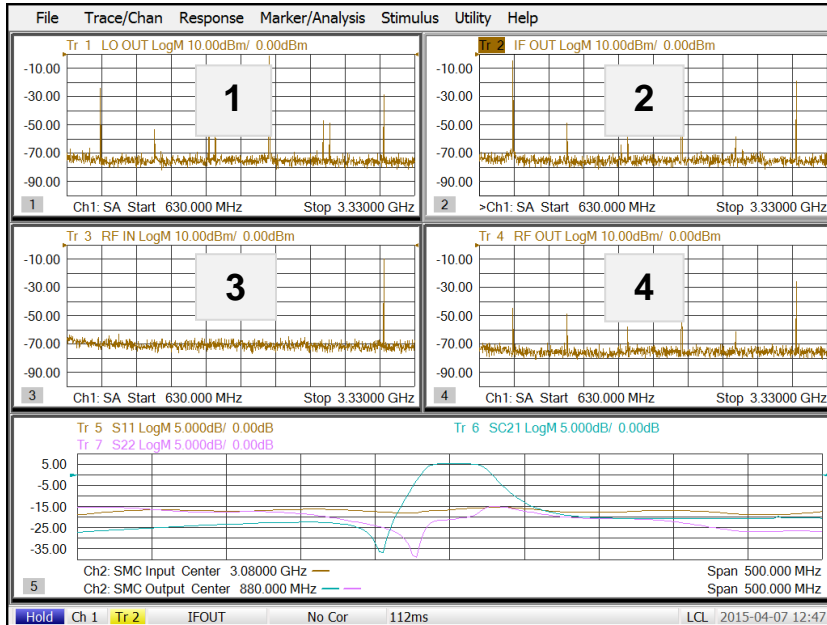 File Trace/Chan Response Marker/Analysis Stimulus Utility Help
Tr 1 LO OUT LogM 10.00dBm/ 0.00dBm
-10.00
-30.00
-50.00
-70.00
-90.00
1
1
Ch1: SA Start 630.000 MHz Stop 3.33000 GHz
Tr 2 IF OUT LogM 10.00dBm/ 0.00dBm
-10.00
-30.00
-50.00
-70.00
-90.00
2
2
>Ch1: SA Start 630.000 MHz Stop 3.33000 GHz
Tr 3 RF IN LogM 10.00dBm/ 0.00dBm
-10.00
-30.00
-50.00
-70.00
-90.00
3
3
Ch1: SA Start 630.000 MHz Stop 3.33000 GHz
Tr 4 RF OUT LogM 10.00dBm/ 0.00dBm
-10.00
-30.00
-50.00
-70.00
-90.00
4
4
Ch1: SA Start 630.000 MHz Stop 3.33000 GHz
Tr 5 S11 LogM 5.000dB/ 0.00dB Tr 6 SC21 LogM 5.000dB/ 0.00dB
Tr 7 S22 LogM 5.000dB/ 0.00dB
5.00
-5.00
-15.00
-25.00
-35.00
5
Ch2: SMC Input Center 3.08000 GHz Span 500.000 MHz
Ch2: SMC Output Center 880.000 MHz Span 500.000 MHz
Hold Ch 1 Tr 2 IFOUT No Cor 112ms LCL 2015-04-07 12:47